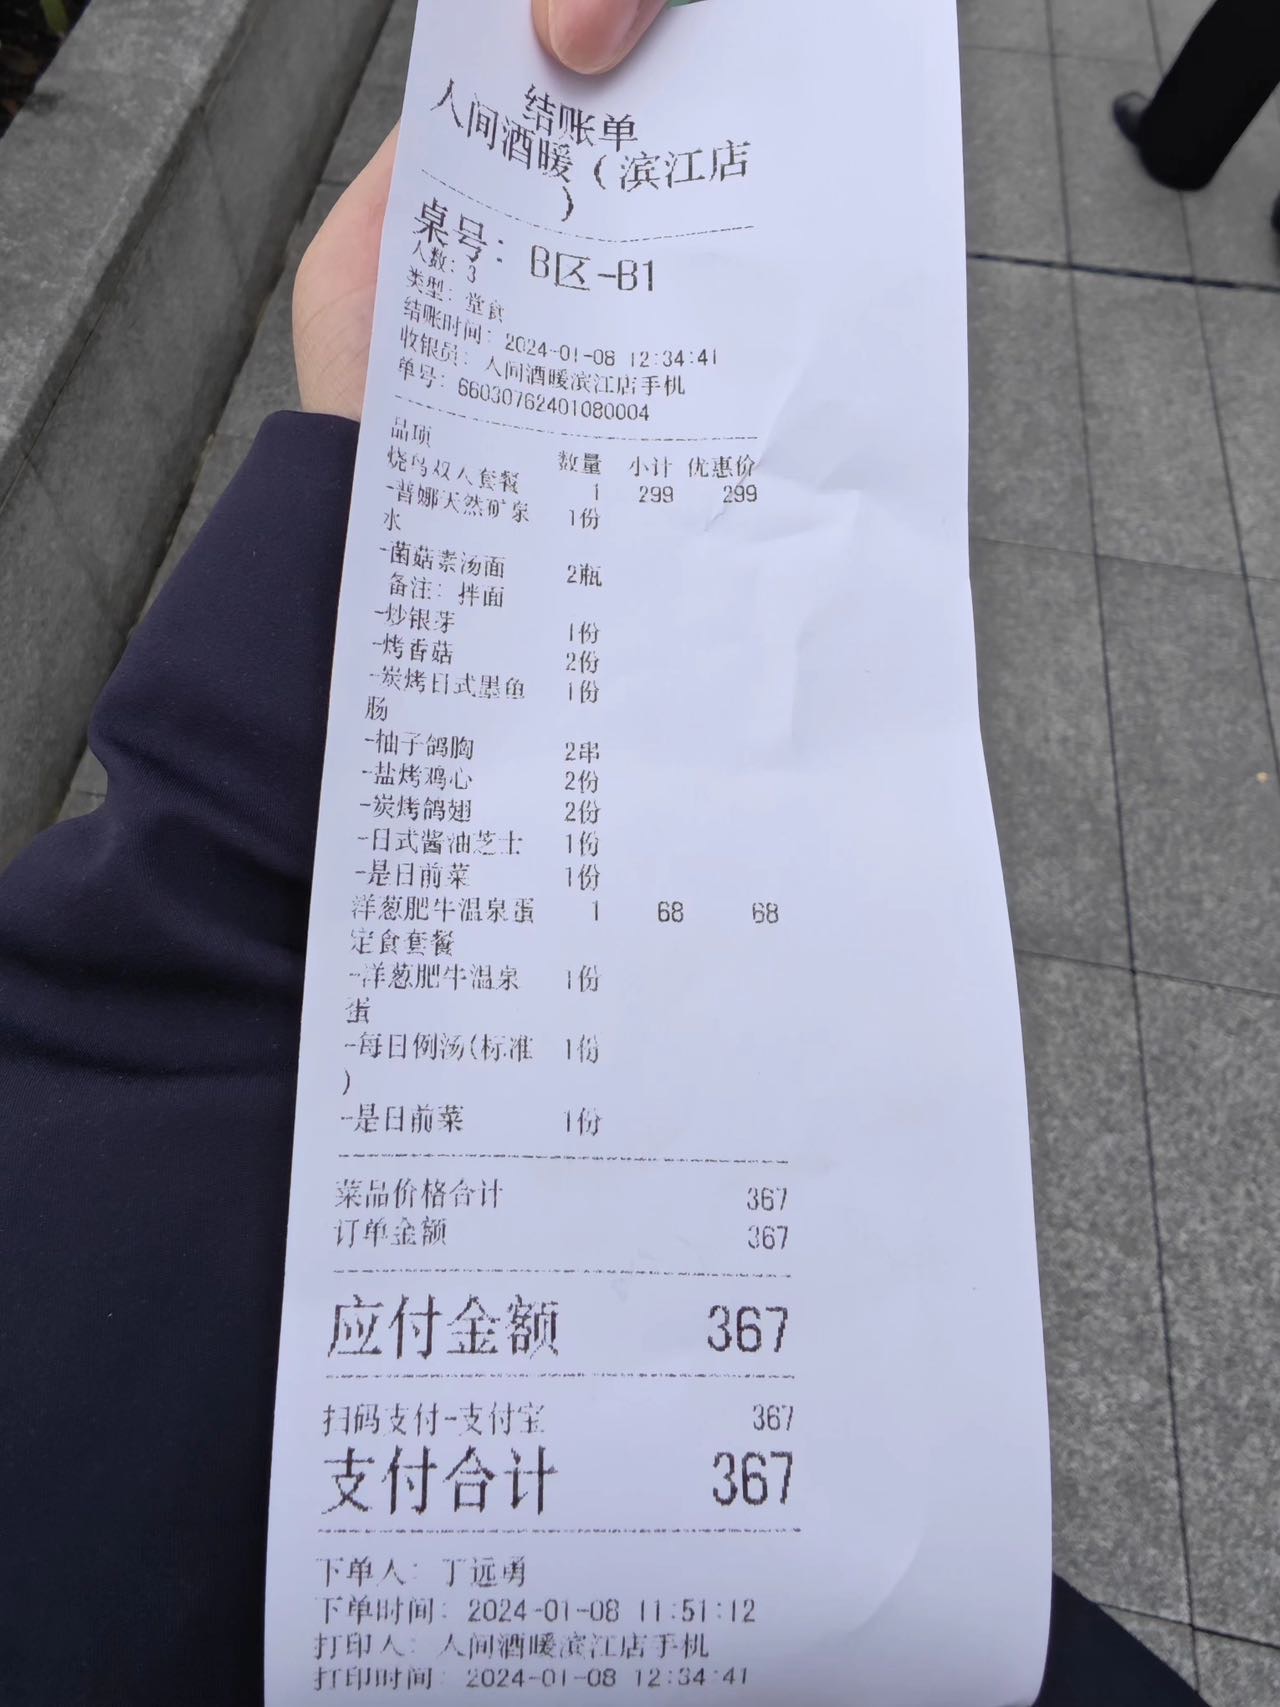 结账单
人间酒暖（滨江店
）
桌号：B区-B1
人数：3
类型：堂食
结账时间：2024-01-08 12:34:41
收银员：人间酒暖滨江店手机
单号：66030762401080004
品项 数量 小计 优惠价
烧鸟双人套餐 1 299 299
-普娜天然矿泉 1份
水
-菌菇素汤面 2瓶
备注：拌面
-炒银芽 1份
-烤香菇 2份
-炭烤日式墨鱼 1份
肠
-柚子鸽胸 2串
-盐烤鸡心 2份
-炭烤鸽翅 2份
-日式酱油芝士 1份
-是日前菜 1份
洋葱肥牛温泉蛋 1 68 68
定食套餐
-洋葱肥牛温泉 1份
蛋
-每日例汤(标准 1份
)
-是日前菜 1份
菜品价格合计 367
订单金额 367
应付金额 367
扫码支付-支付宝 367
支付合计 367
下单人：丁远勇
下单时间：2024-01-08 11:51:12
打印人：人间酒暖滨江店手机
打印时间：2024-01-08 12:34:41